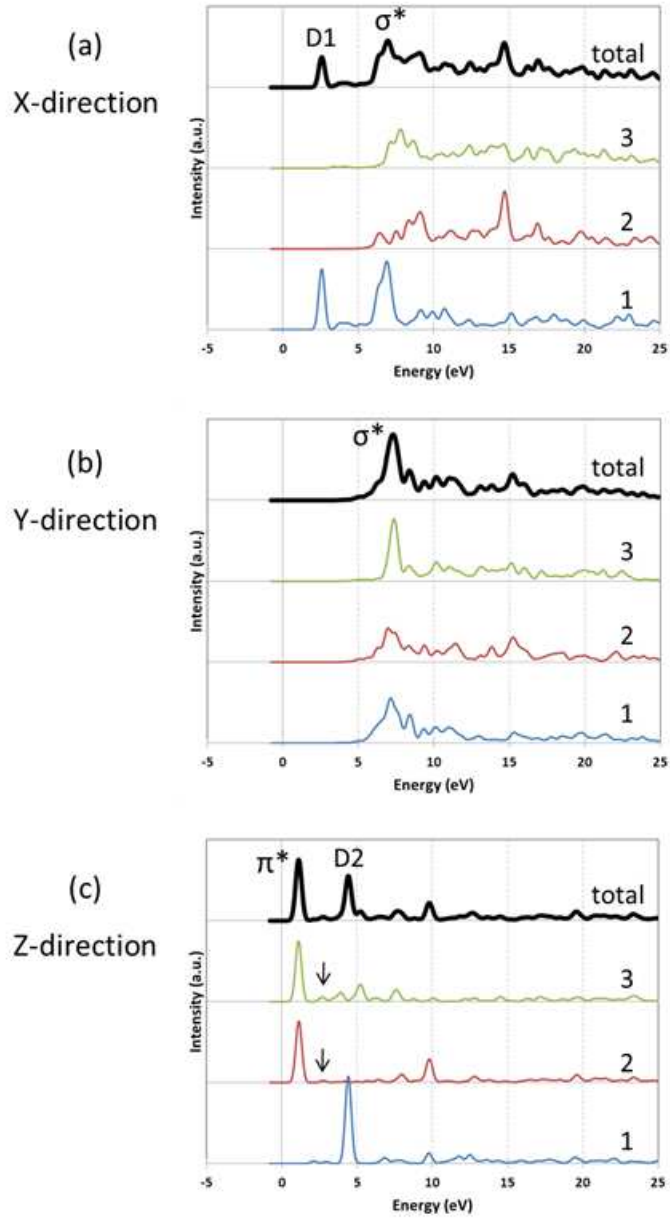 (a)
X-direction
D1
σ*
total
3
2
1
Intensity (a.u.)
-5 0 5 10 15 20 25
Energy (eV)
(b)
Y-direction
σ*
total
3
2
1
Intensity (a.u.)
-5 0 5 10 15 20 25
Energy (eV)
(c)
Z-direction
π*
D2
total
3
2
1
Intensity (a.u.)
-5 0 5 10 15 20 25
Energy (eV)